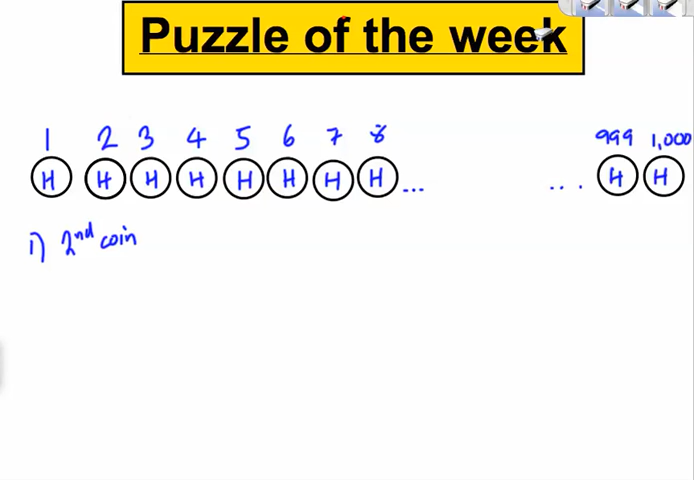 Puzzle of the week
1 2 3 4 5 6 7 8 999 1,000
H H H H H H H H ... ... H H
i) 2nd coin